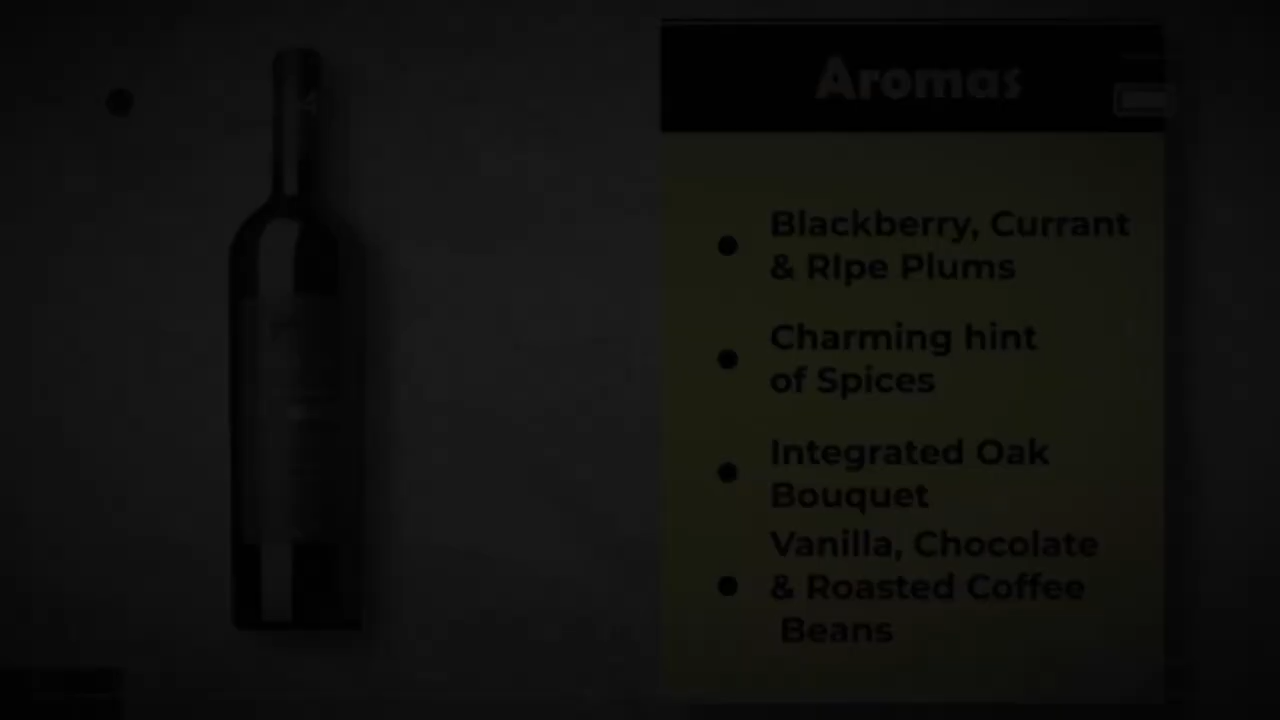 Aromas
Blackberry, Currant
& RIpe Plums
Charming hint
of Spices
Integrated Oak
Bouquet
Vanilla, Chocolate
& Roasted Coffee
Beans